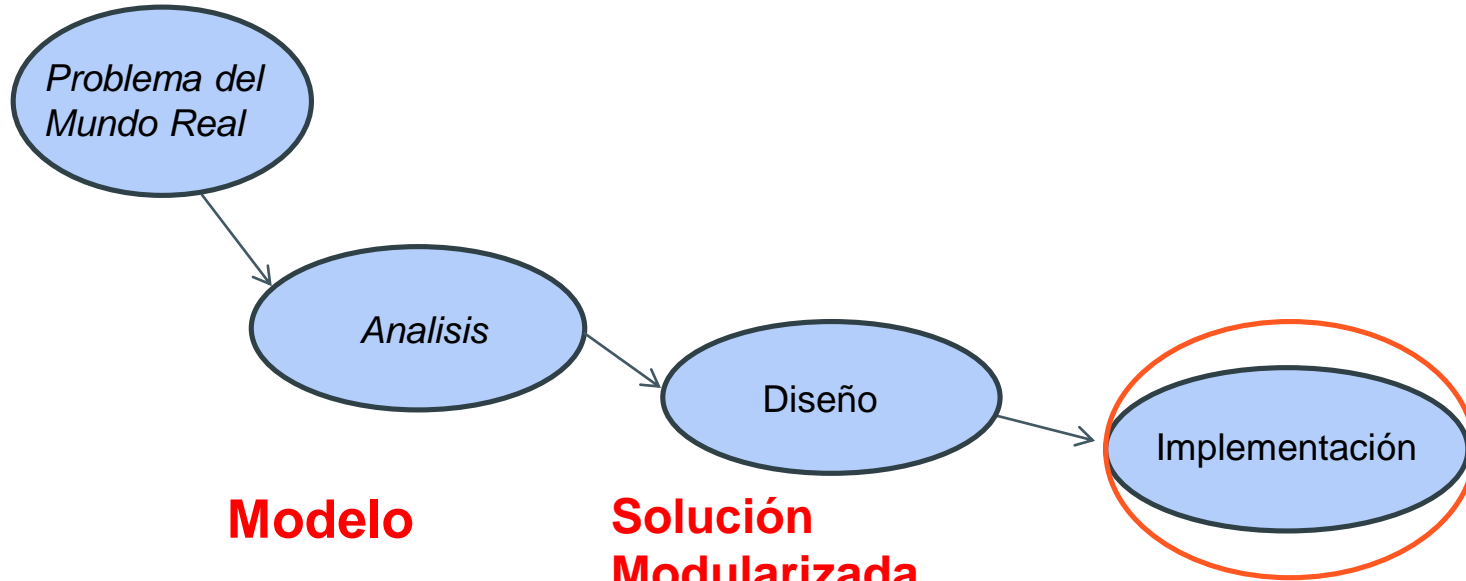 Problema del
Mundo Real
Analisis
Diseño
Implementación
Modelo
Solución
Modularizada